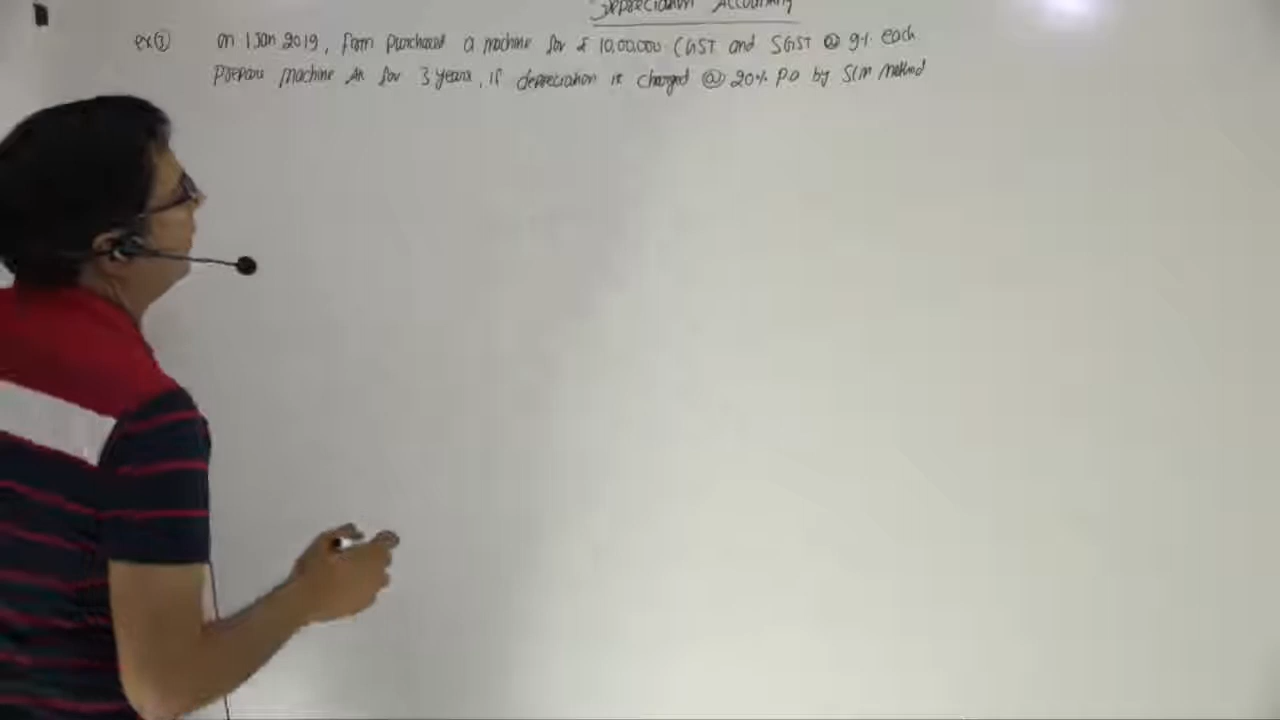 Depreciation Accounting
ex① on 1 Jan 2019, Firm purchased a machine for ₹ 10,00,000 CGST and SGST @ 9% each
Prepare machine A/c for 3 years, if depreciation is charged @ 20% p.a by SLM method